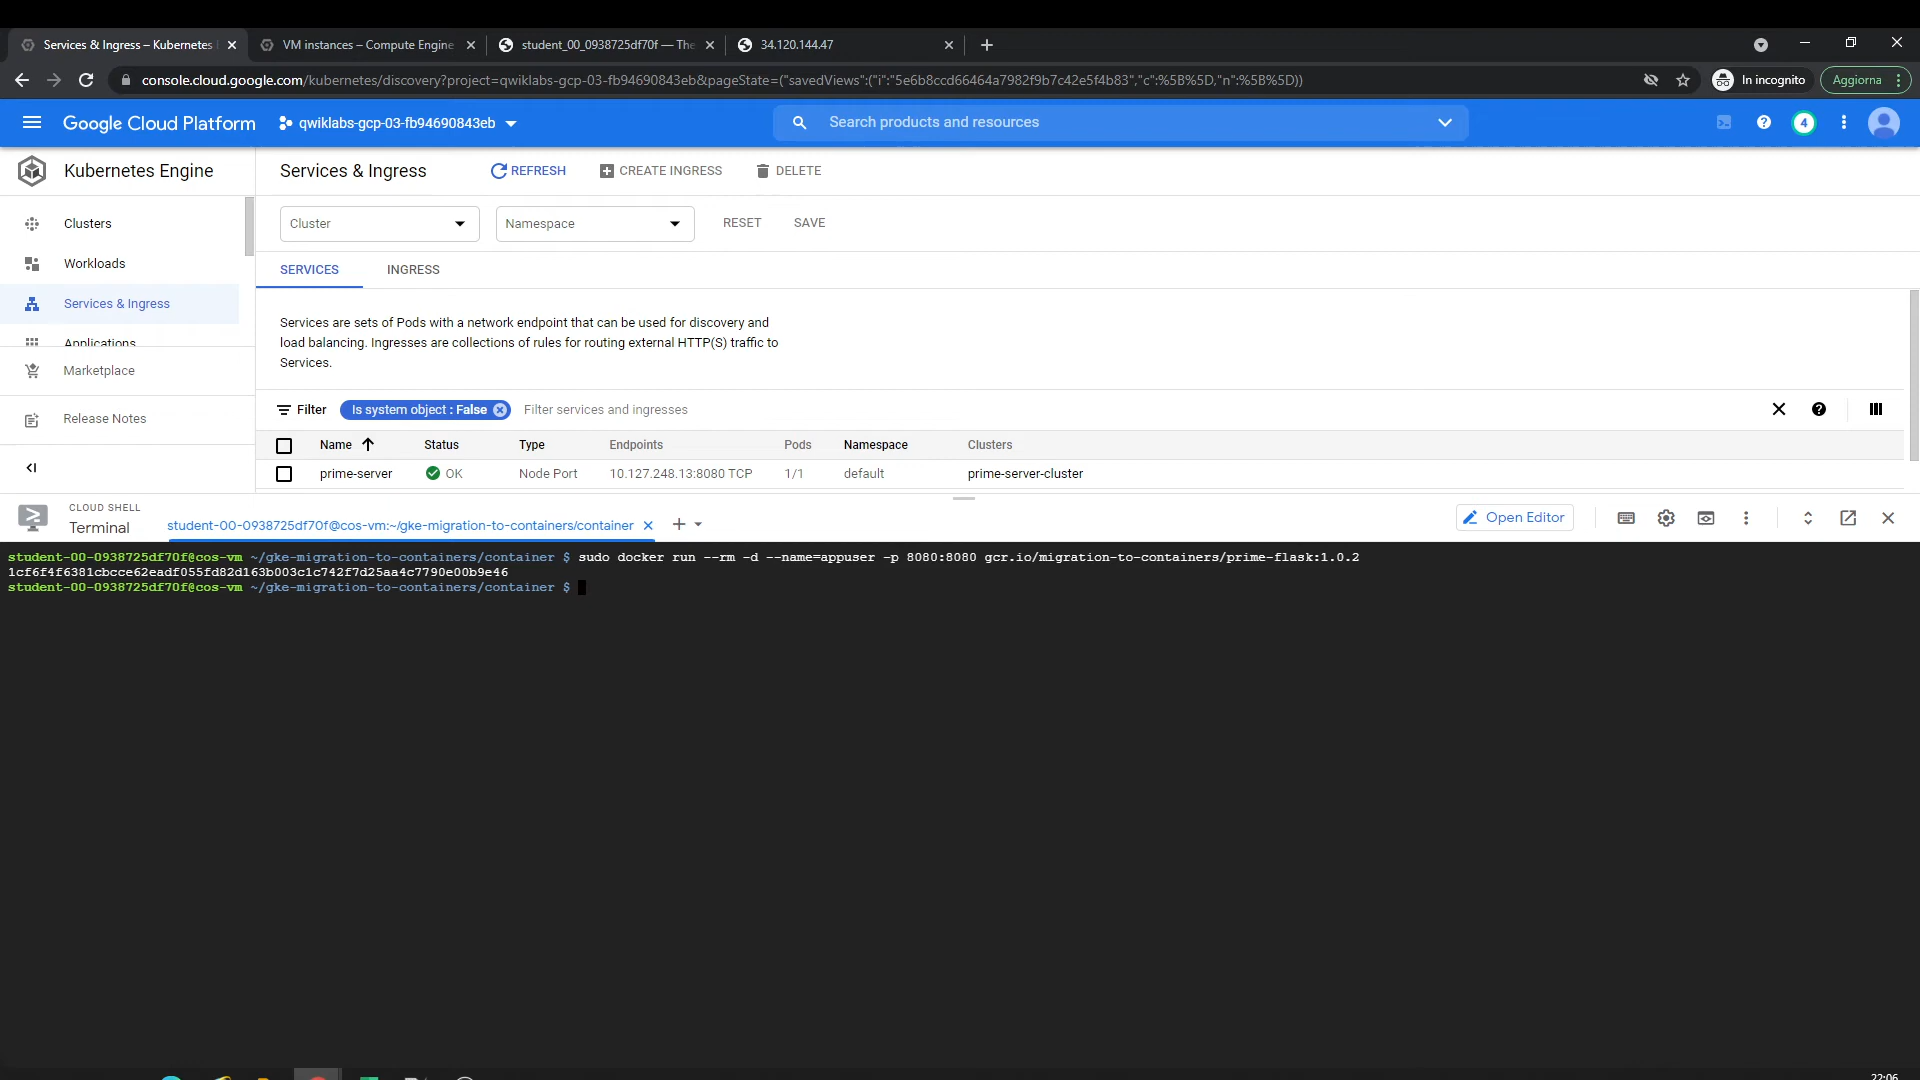 Services & Ingress – Kubernetes
VM instances – Compute Engine
student_00_0938725df70f — The
34.120.144.47
console.cloud.google.com/kubernetes/discovery?project=qwiklabs-gcp-03-fb94690843eb&pageState=("savedViews":("i":"5e6b8ccd66464a7982f9b7c42e5f4b83","c":%5B%5D,"n":%5B%5D))
In incognito
Aggiorna
Google Cloud Platform
qwiklabs-gcp-03-fb94690843eb
Search products and resources
4
Kubernetes Engine
Services & Ingress
REFRESH
CREATE INGRESS
DELETE
Clusters
Workloads
Services & Ingress
Applications
Marketplace
Release Notes
Cluster
Namespace
RESET
SAVE
SERVICES
INGRESS
Services are sets of Pods with a network endpoint that can be used for discovery and
load balancing. Ingresses are collections of rules for routing external HTTP(S) traffic to
Services.
Filter
Is system object : False
Filter services and ingresses
Name Status Type Endpoints Pods Namespace Clusters
prime-server OK Node Port 10.127.248.13:8080 TCP 1/1 default prime-server-cluster
CLOUD SHELL
Terminal
student-00-0938725df70f@cos-vm:~/gke-migration-to-containers/container
Open Editor
student-00-0938725df70f@cos-vm ~/gke-migration-to-containers/container $ sudo docker run --rm -d --name=appuser -p 8080:8080 gcr.io/migration-to-containers/prime-flask:1.0.2
1cf6f4f6381cbcce62eadf055fd82d163b003c1c742f7d25aa4c7790e00b9e46
student-00-0938725df70f@cos-vm ~/gke-migration-to-containers/container $
22:06